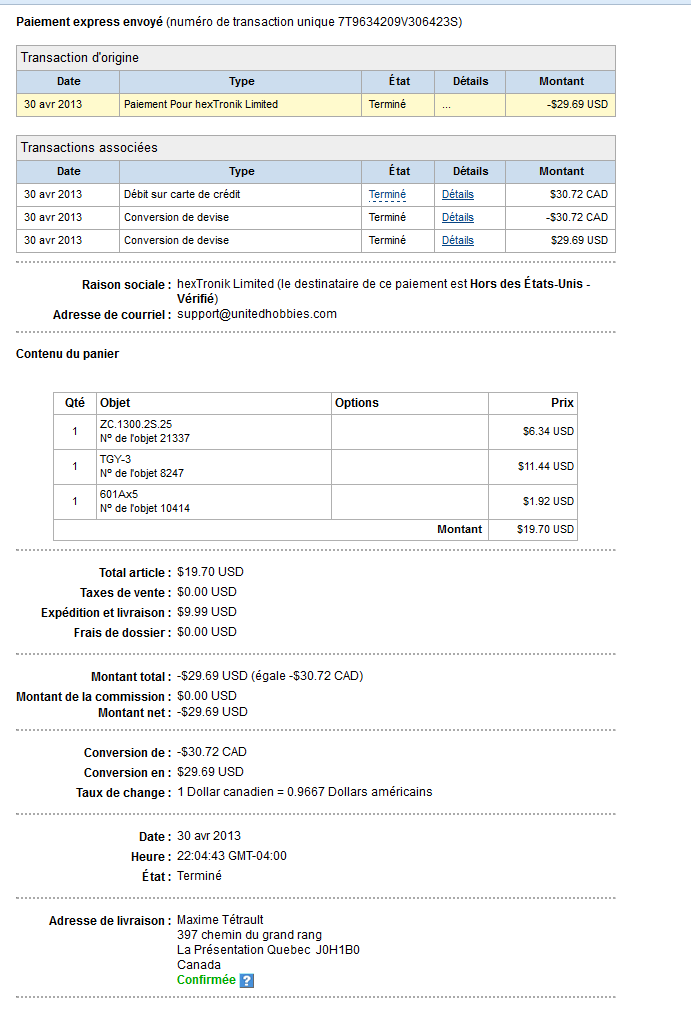 Paiement express envoyé (numéro de transaction unique 7T9634209V306423S)
Transaction d'origine
Date Type État Détails Montant
30 avr 2013 Paiement Pour hexTronik Limited Terminé ... -$29.69 USD
Transactions associées
Date Type État Détails Montant
30 avr 2013 Débit sur carte de crédit Terminé Détails $30.72 CAD
30 avr 2013 Conversion de devise Terminé Détails -$30.72 CAD
30 avr 2013 Conversion de devise Terminé Détails $29.69 USD
Raison sociale : hexTronik Limited (le destinataire de ce paiement est Hors des États-Unis -
Vérifié)
Adresse de courriel : support@unitedhobbies.com
Contenu du panier
Qté Objet Options Prix
1 ZC.1300.2S.25 $6.34 USD
Nº de l'objet 21337
1 TGY-3 $11.44 USD
Nº de l'objet 8247
1 601Ax5 $1.92 USD
Nº de l'objet 10414
Montant $19.70 USD
Total article : $19.70 USD
Taxes de vente : $0.00 USD
Expédition et livraison : $9.99 USD
Frais de dossier : $0.00 USD
Montant total : -$29.69 USD (égale -$30.72 CAD)
Montant de la commission : $0.00 USD
Montant net : -$29.69 USD
Conversion de : -$30.72 CAD
Conversion en : $29.69 USD
Taux de change : 1 Dollar canadien = 0.9667 Dollars américains
Date : 30 avr 2013
Heure : 22:04:43 GMT-04:00
État : Terminé
Adresse de livraison : Maxime Tétrault
397 chemin du grand rang
La Présentation Quebec J0H1B0
Canada
Confirmée ?